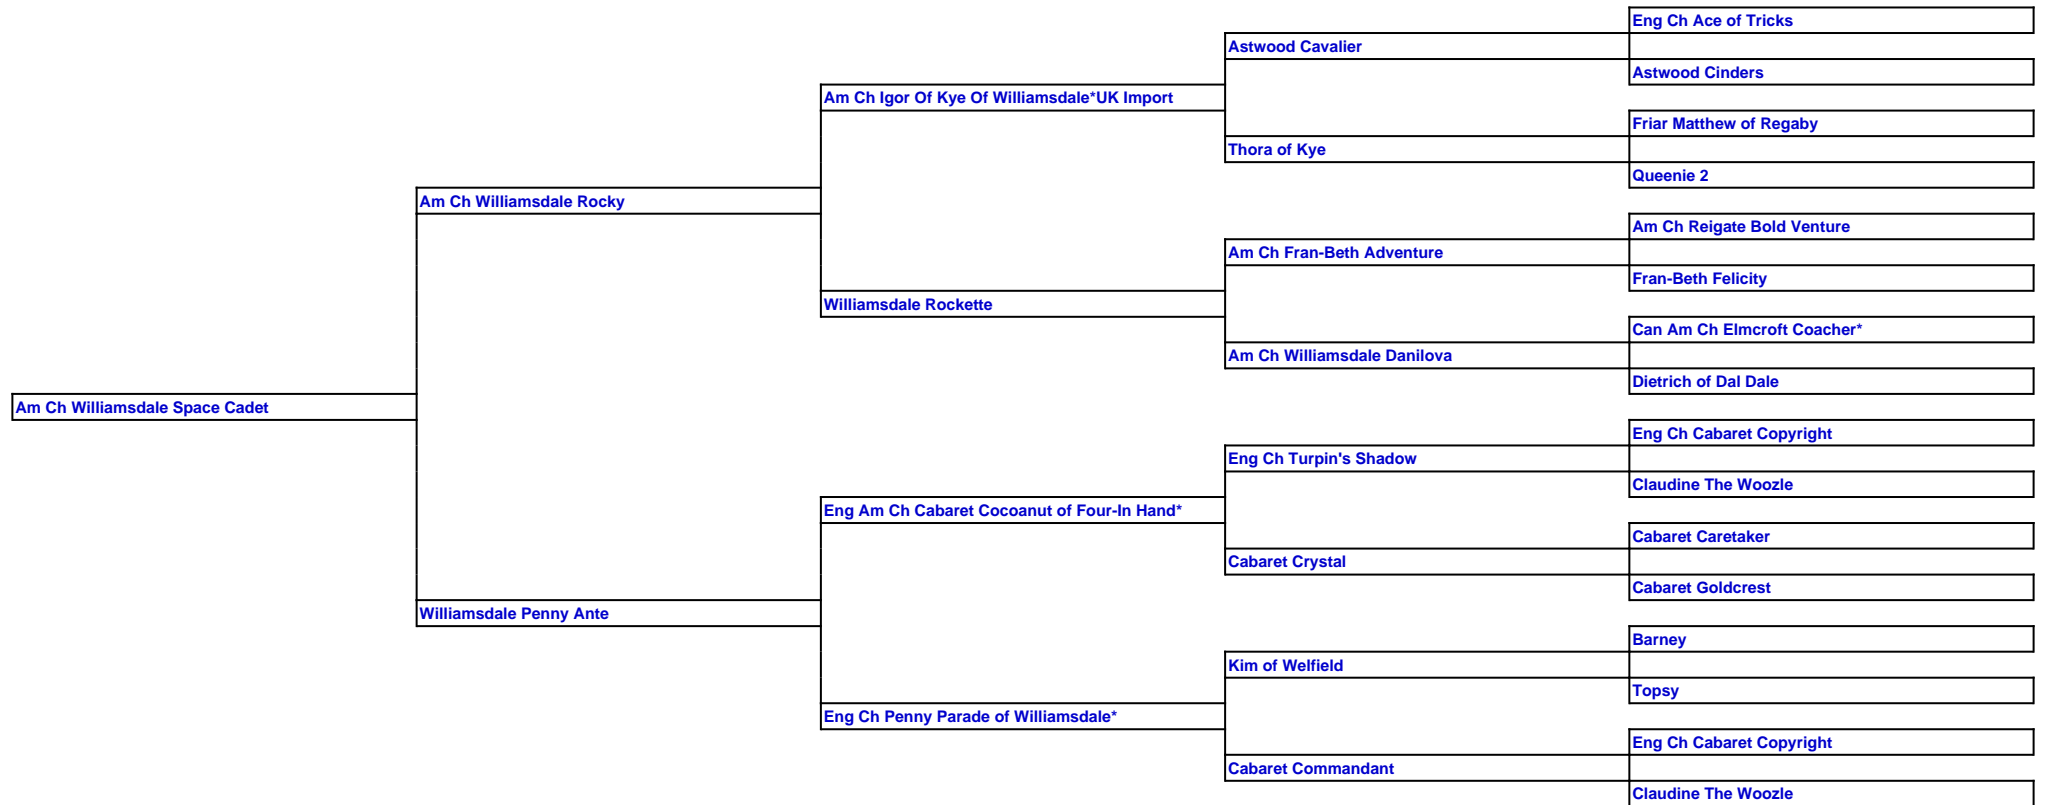 Eng Ch Ace of Tricks
Astwood Cavalier
Astwood Cinders
Am Ch Igor Of Kye Of Williamsdale*UK Import
Friar Matthew of Regaby
Thora of Kye
Queenie 2
Am Ch Williamsdale Rocky
Am Ch Reigate Bold Venture
Am Ch Fran-Beth Adventure
Fran-Beth Felicity
Williamsdale Rockette
Can Am Ch Elmcroft Coacher*
Am Ch Williamsdale Danilova
Dietrich of Dal Dale
Am Ch Williamsdale Space Cadet
Eng Ch Cabaret Copyright
Eng Ch Turpin's Shadow
Claudine The Woozle
Eng Am Ch Cabaret Cocoanut of Four-In Hand*
Cabaret Caretaker
Cabaret Crystal
Cabaret Goldcrest
Williamsdale Penny Ante
Barney
Kim of Welfield
Topsy
Eng Ch Penny Parade of Williamsdale*
Eng Ch Cabaret Copyright
Cabaret Commandant
Claudine The Woozle